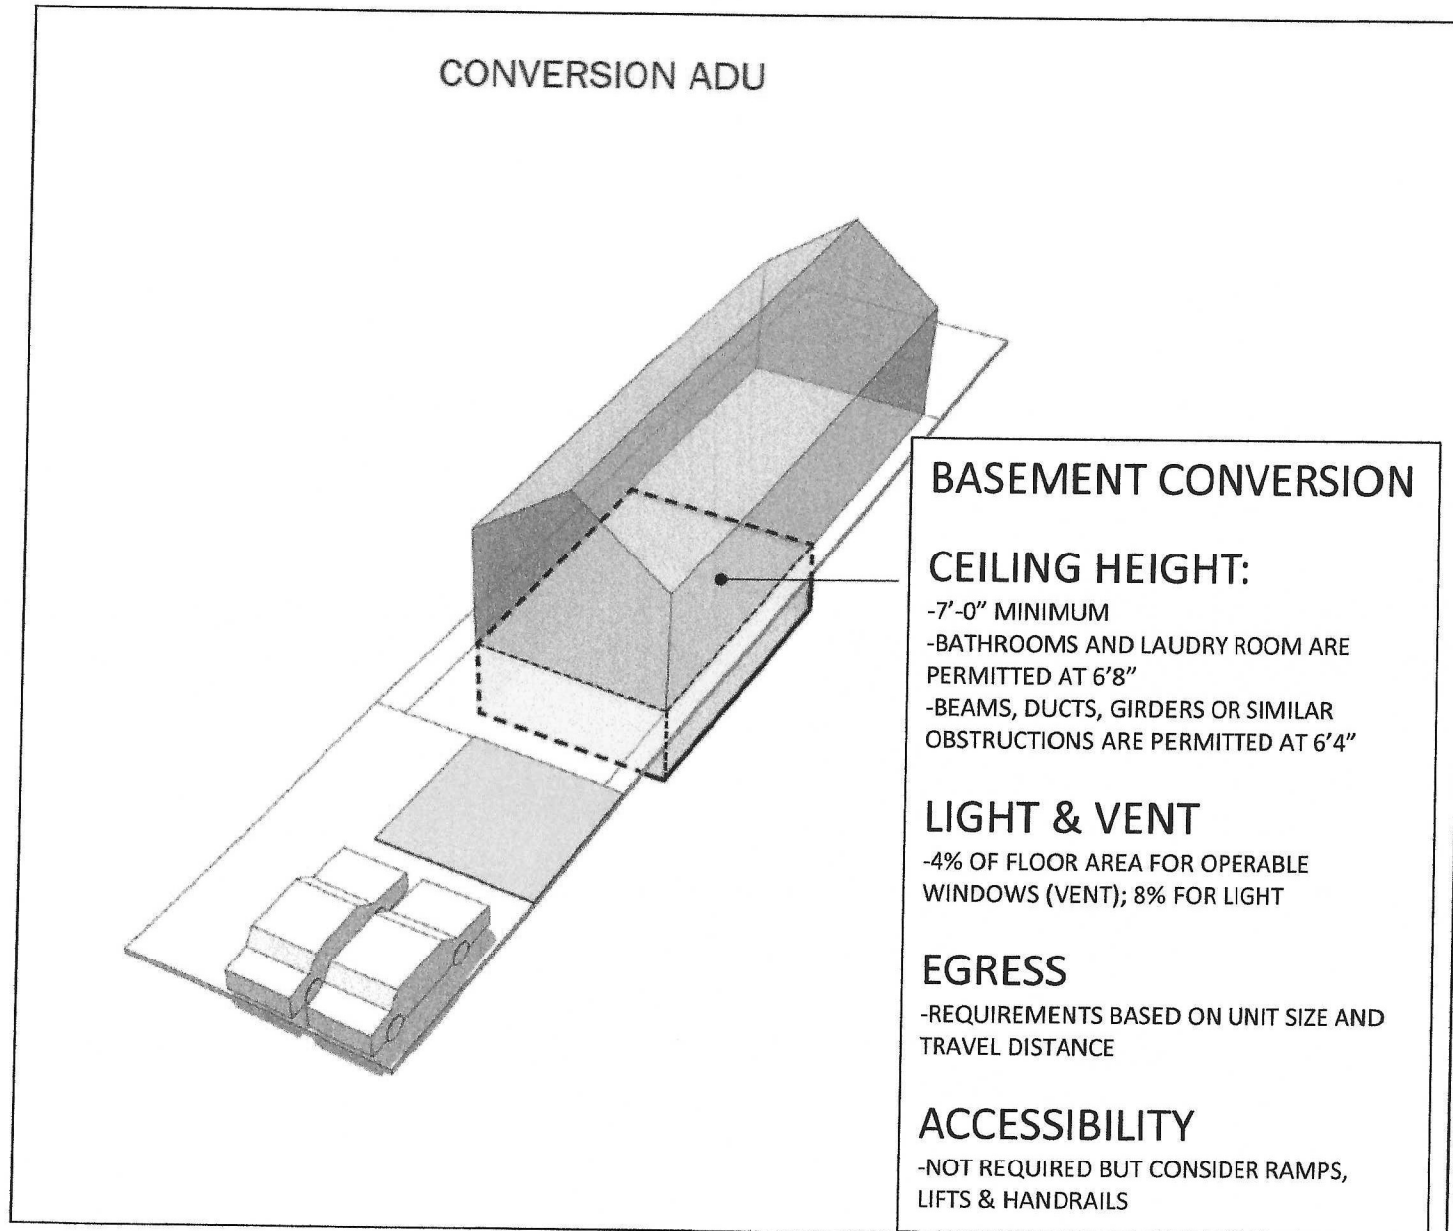 CONVERSION ADU
BASEMENT CONVERSION
CEILING HEIGHT:
-7’-0” MINIMUM
-BATHROOMS AND LAUDRY ROOM ARE
PERMITTED AT 6’8”
-BEAMS, DUCTS, GIRDERS OR SIMILAR
OBSTRUCTIONS ARE PERMITTED AT 6’4”
LIGHT & VENT
-4% OF FLOOR AREA FOR OPERABLE
WINDOWS (VENT); 8% FOR LIGHT
EGRESS
-REQUIREMENTS BASED ON UNIT SIZE AND
TRAVEL DISTANCE
ACCESSIBILITY
-NOT REQUIRED BUT CONSIDER RAMPS,
LIFTS & HANDRAILS